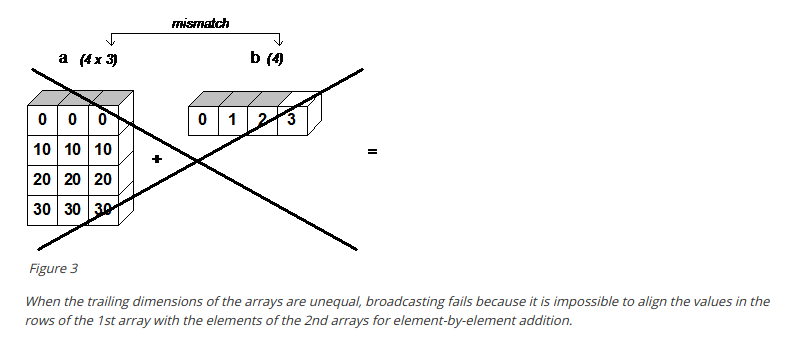 mismatch
a (4 x 3)
b (4)
0 0 0
10 10 10
20 20 20
30 30 30
+
0 1 2 3
=
Figure 3
When the trailing dimensions of the arrays are unequal, broadcasting fails because it is impossible to align the values in the
rows of the 1st array with the elements of the 2nd arrays for element-by-element addition.